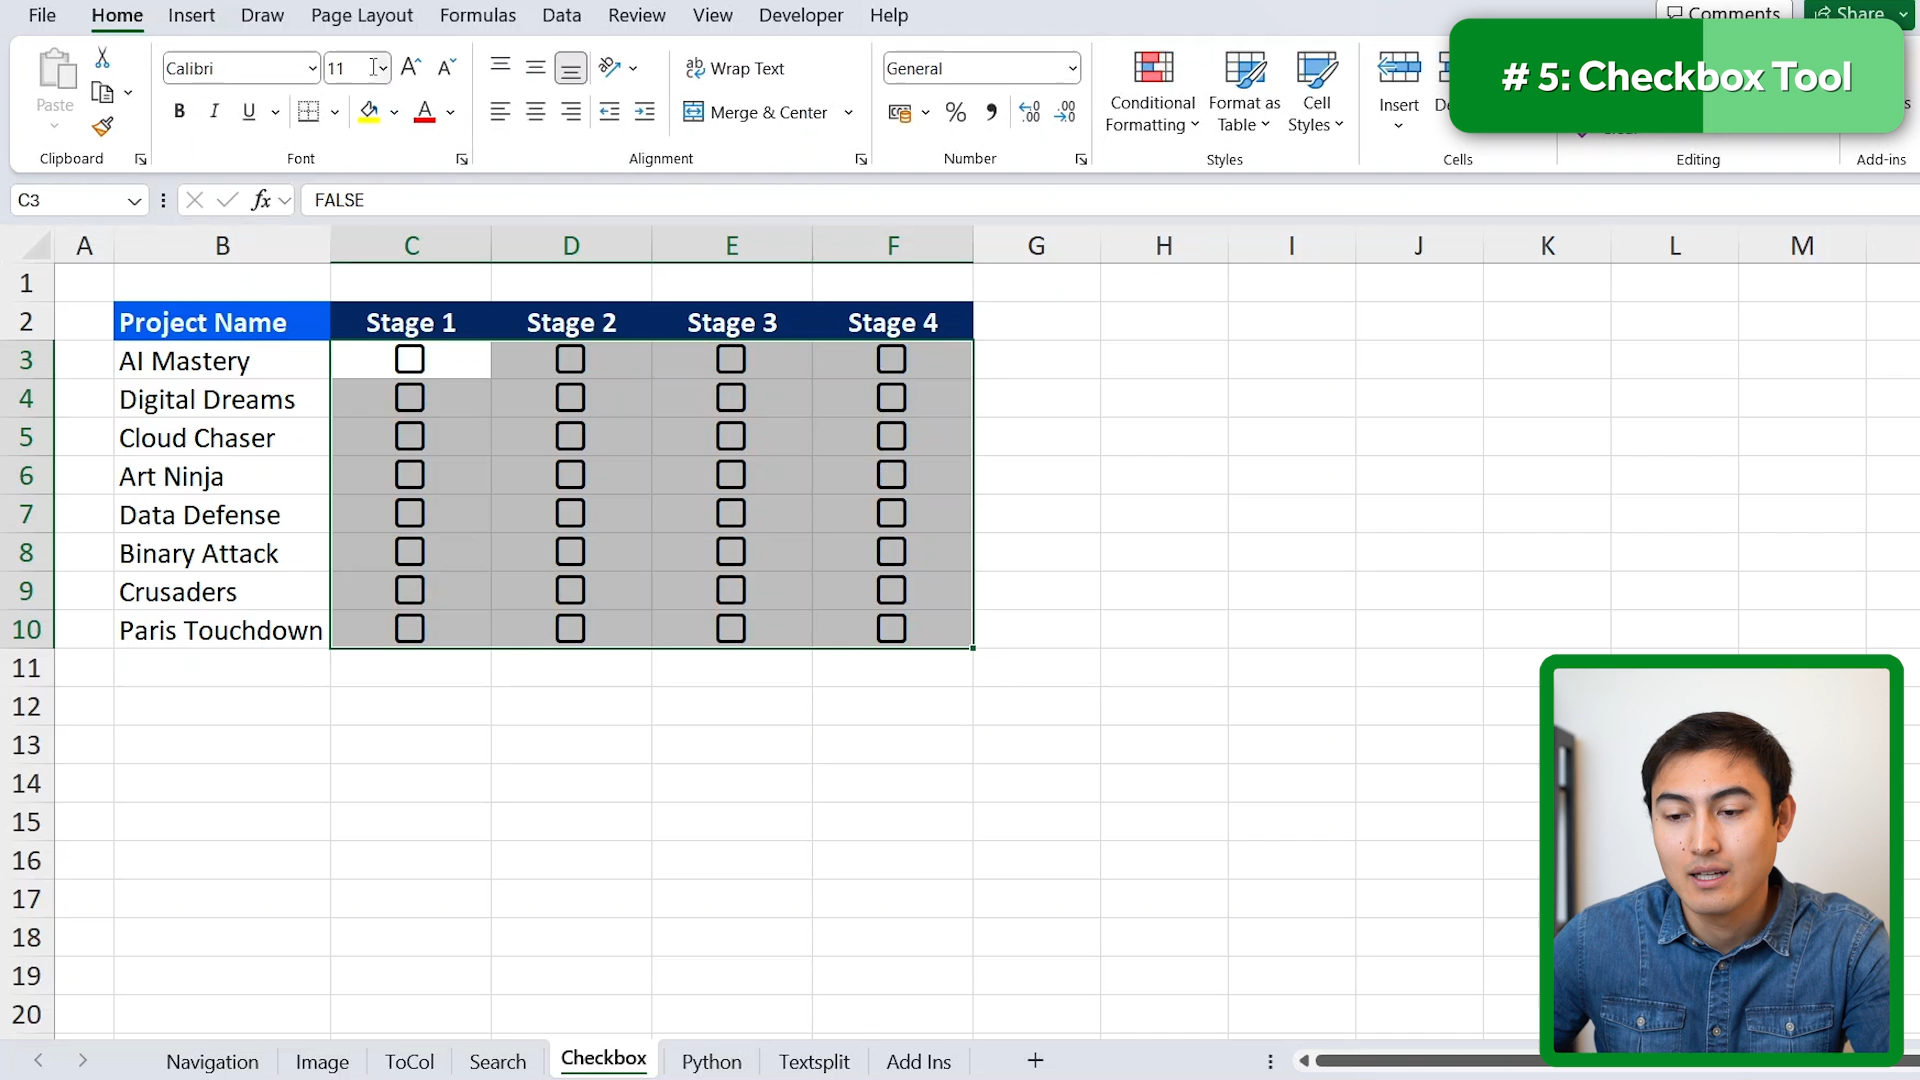 File Home Insert Draw Page Layout Formulas Data Review View Developer Help Comments Share
# 5: Checkbox Tool
Paste
Calibri 11
B I U
Wrap Text
Merge & Center
General
Conditional Formatting
Format as Table
Cell Styles
Insert
Clipboard Font Alignment Number Styles Cells Editing Add-ins
C3 fx FALSE
A B C D E F G H I J K L M
1
2 Project Name Stage 1 Stage 2 Stage 3 Stage 4
3 AI Mastery
4 Digital Dreams
5 Cloud Chaser
6 Art Ninja
7 Data Defense
8 Binary Attack
9 Crusaders
10 Paris Touchdown
11
12
13
14
15
16
17
18
19
20
Navigation Image ToCol Search Checkbox Python Textsplit Add Ins